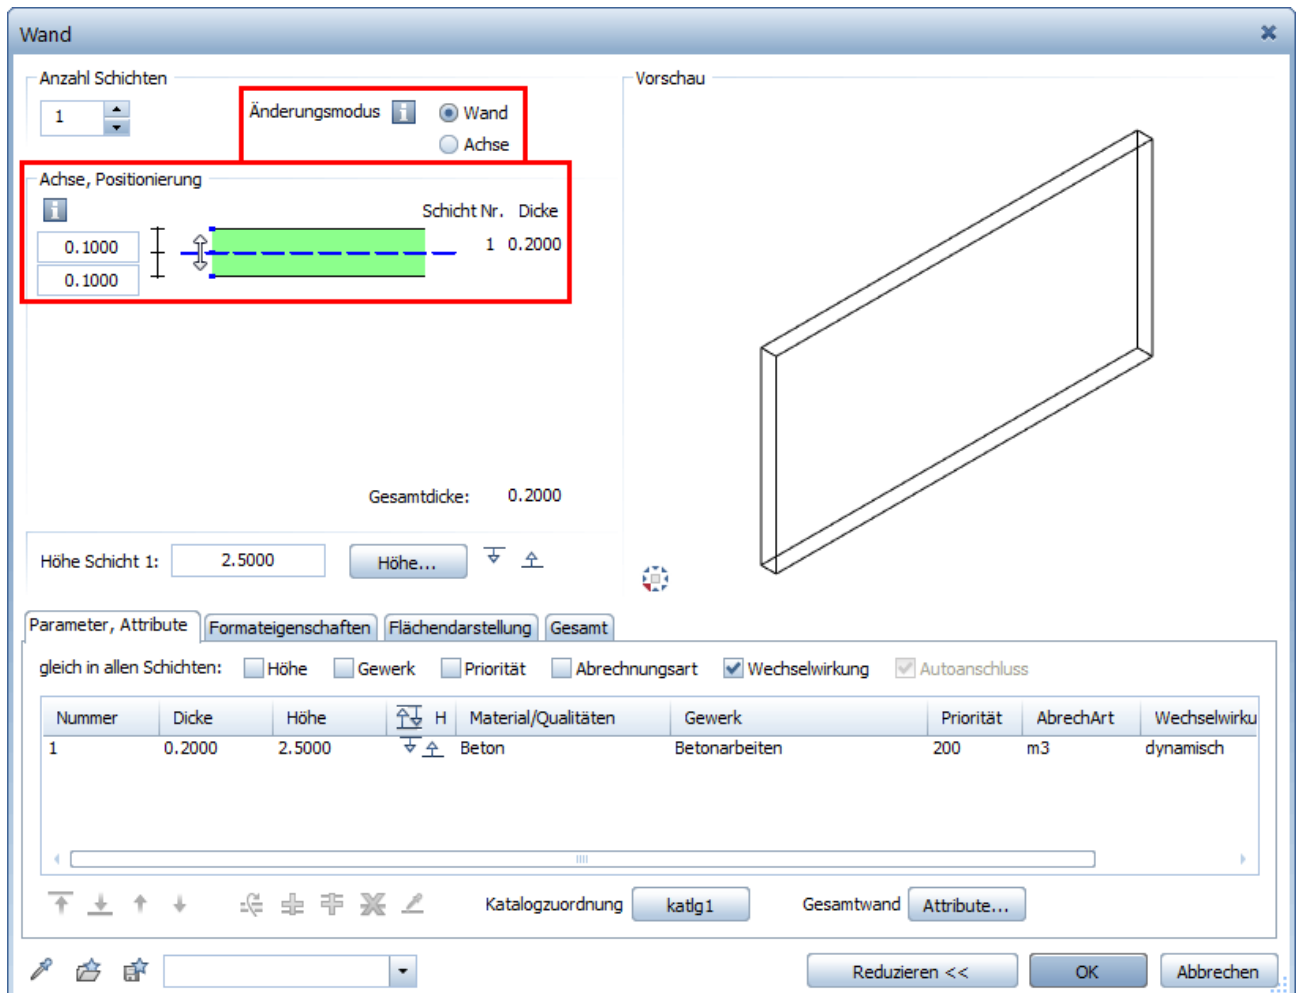 Wand
Anzahl Schichten
1
Änderungsmodus i Wand
Achse
Vorschau
Achse, Positionierung
i
Schicht Nr. Dicke
0.1000
1 0.2000
0.1000
Gesamtdicke: 0.2000
Höhe Schicht 1: 2.5000 Höhe...
Parameter, Attribute Formateigenschaften Flächendarstellung Gesamt
gleich in allen Schichten: Höhe Gewerk Priorität Abrechnungsart Wechselwirkung Autoanschluss
Nummer Dicke Höhe H Material/Qualitäten Gewerk Priorität AbrechArt Wechselwirku
1 0.2000 2.5000 Beton Betonarbeiten 200 m3 dynamisch
Katalogzuordnung katlg1 Gesamtwand Attribute...
Reduzieren << OK Abbrechen